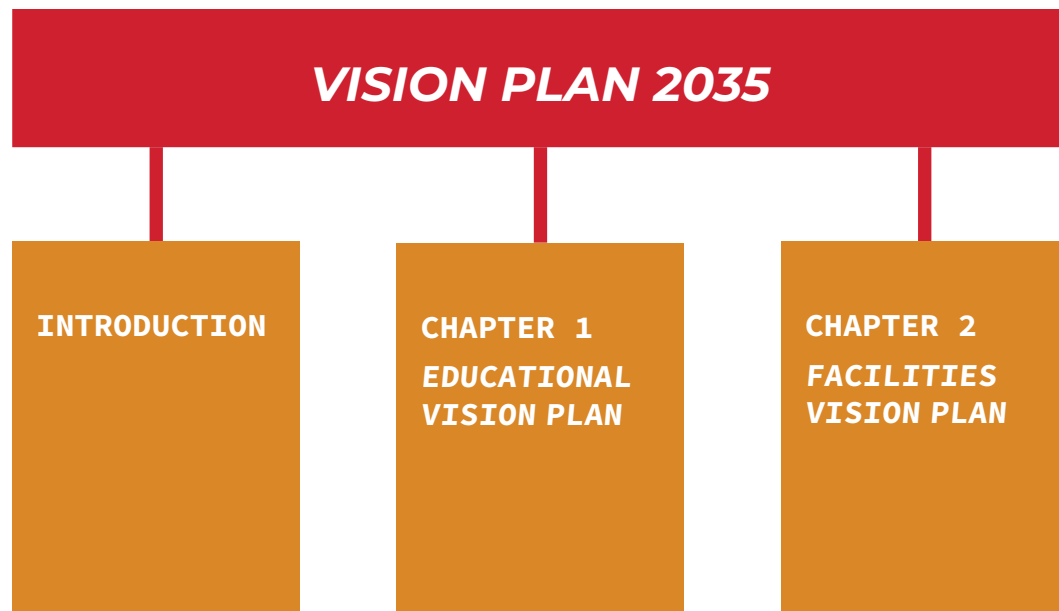 VISION PLAN 2035
INTRODUCTION
CHAPTER 1
EDUCATIONAL
VISION PLAN
CHAPTER 2
FACILITIES
VISION PLAN